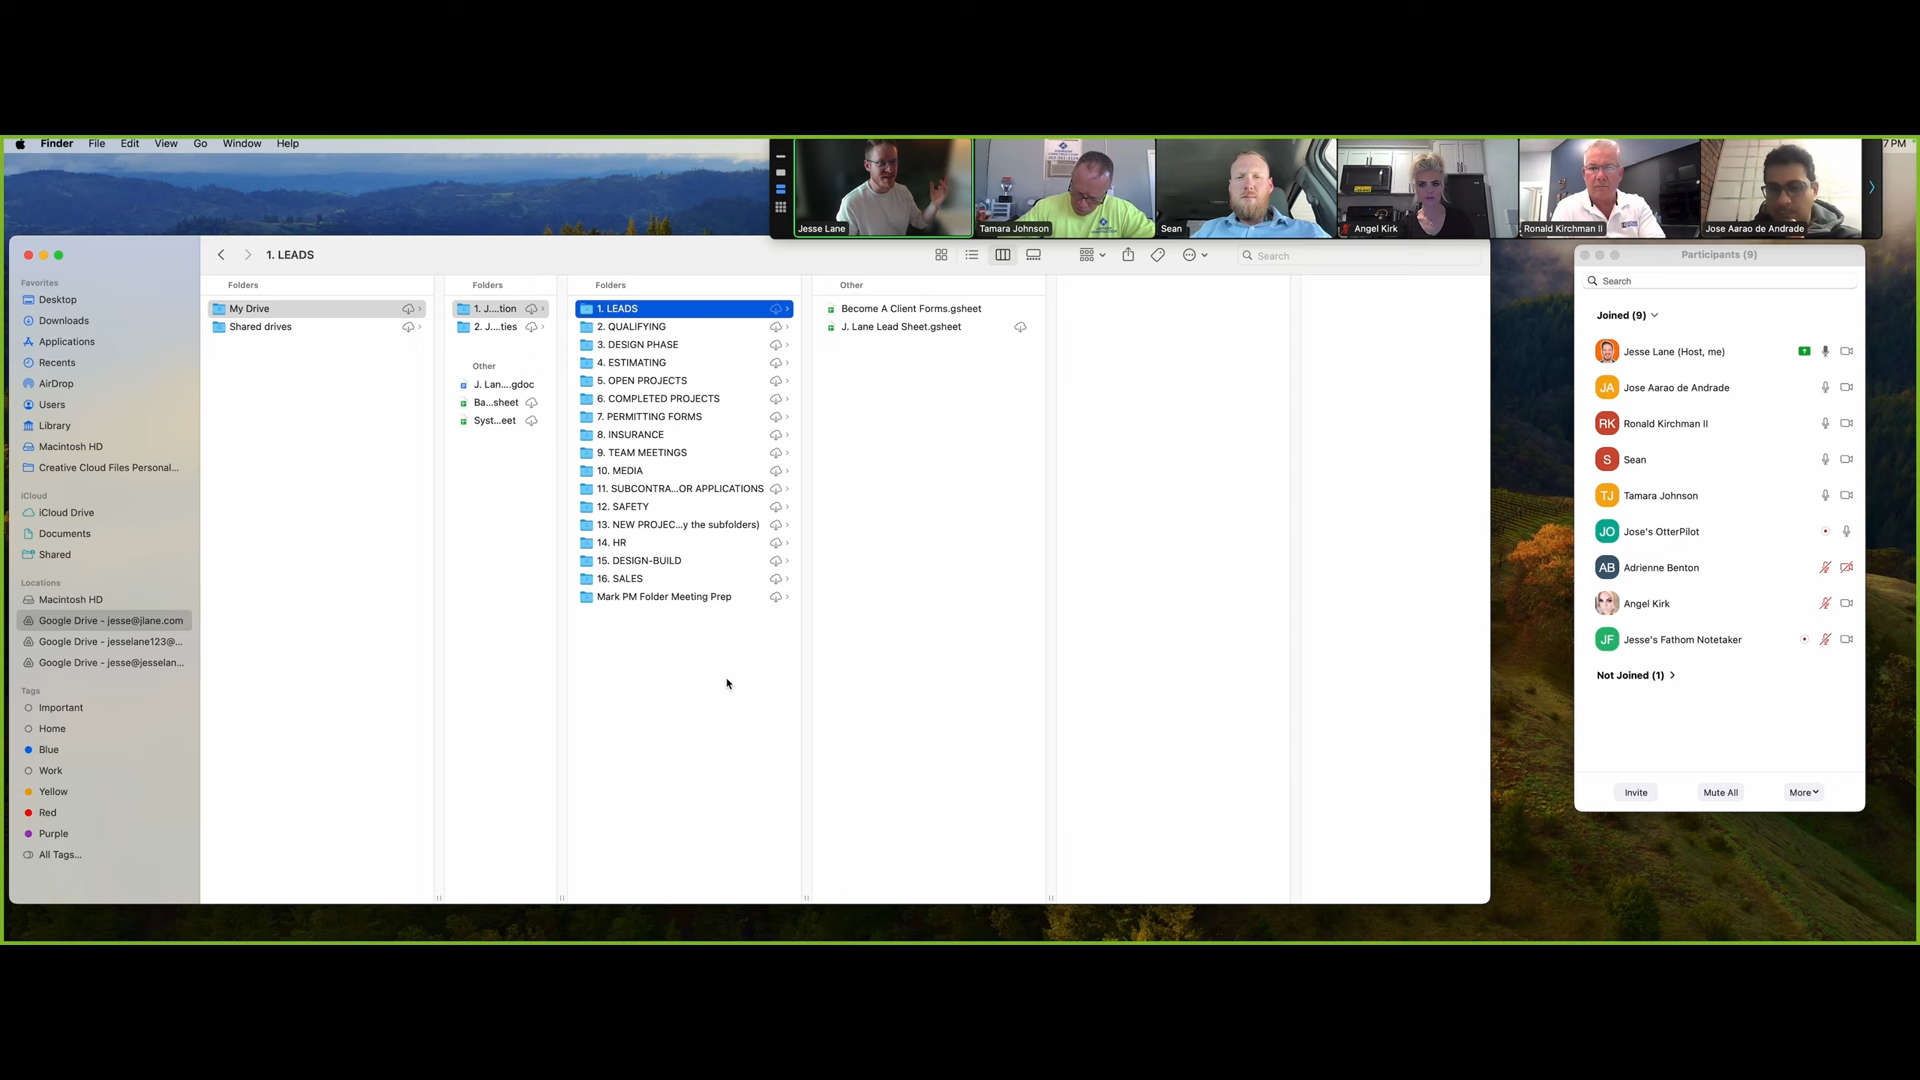 Finder File Edit View Go Window Help
7 PM
Jesse Lane
Tamara Johnson
Sean
Angel Kirk
Ronald Kirchman II
Jose Aarao de Andrade
1. LEADS
Search
Favorites
Desktop
Downloads
Applications
Recents
AirDrop
Users
Library
Macintosh HD
Creative Cloud Files Personal...
iCloud
iCloud Drive
Documents
Shared
Locations
Macintosh HD
Google Drive - jesse@jlane.com
Google Drive - jesselane123@...
Google Drive - jesse@jesselan...
Tags
Important
Home
Blue
Work
Yellow
Red
Purple
All Tags...
Folders
My Drive
Shared drives
Folders
1. J....tion
2. J....ties
Other
J. Lan....gdoc
Ba...sheet
Syst...eet
Folders
1. LEADS
2. QUALIFYING
3. DESIGN PHASE
4. ESTIMATING
5. OPEN PROJECTS
6. COMPLETED PROJECTS
7. PERMITTING FORMS
8. INSURANCE
9. TEAM MEETINGS
10. MEDIA
11. SUBCONTRA...OR APPLICATIONS
12. SAFETY
13. NEW PROJEC...y the subfolders)
14. HR
15. DESIGN-BUILD
16. SALES
Mark PM Folder Meeting Prep
Other
Become A Client Forms.gsheet
J. Lane Lead Sheet.gsheet
Participants (9)
Search
Joined (9)
Jesse Lane (Host, me)
JA Jose Aarao de Andrade
RK Ronald Kirchman II
S Sean
TJ Tamara Johnson
JO Jose's OtterPilot
AB Adrienne Benton
Angel Kirk
JF Jesse's Fathom Notetaker
Not Joined (1)
Invite
Mute All
More